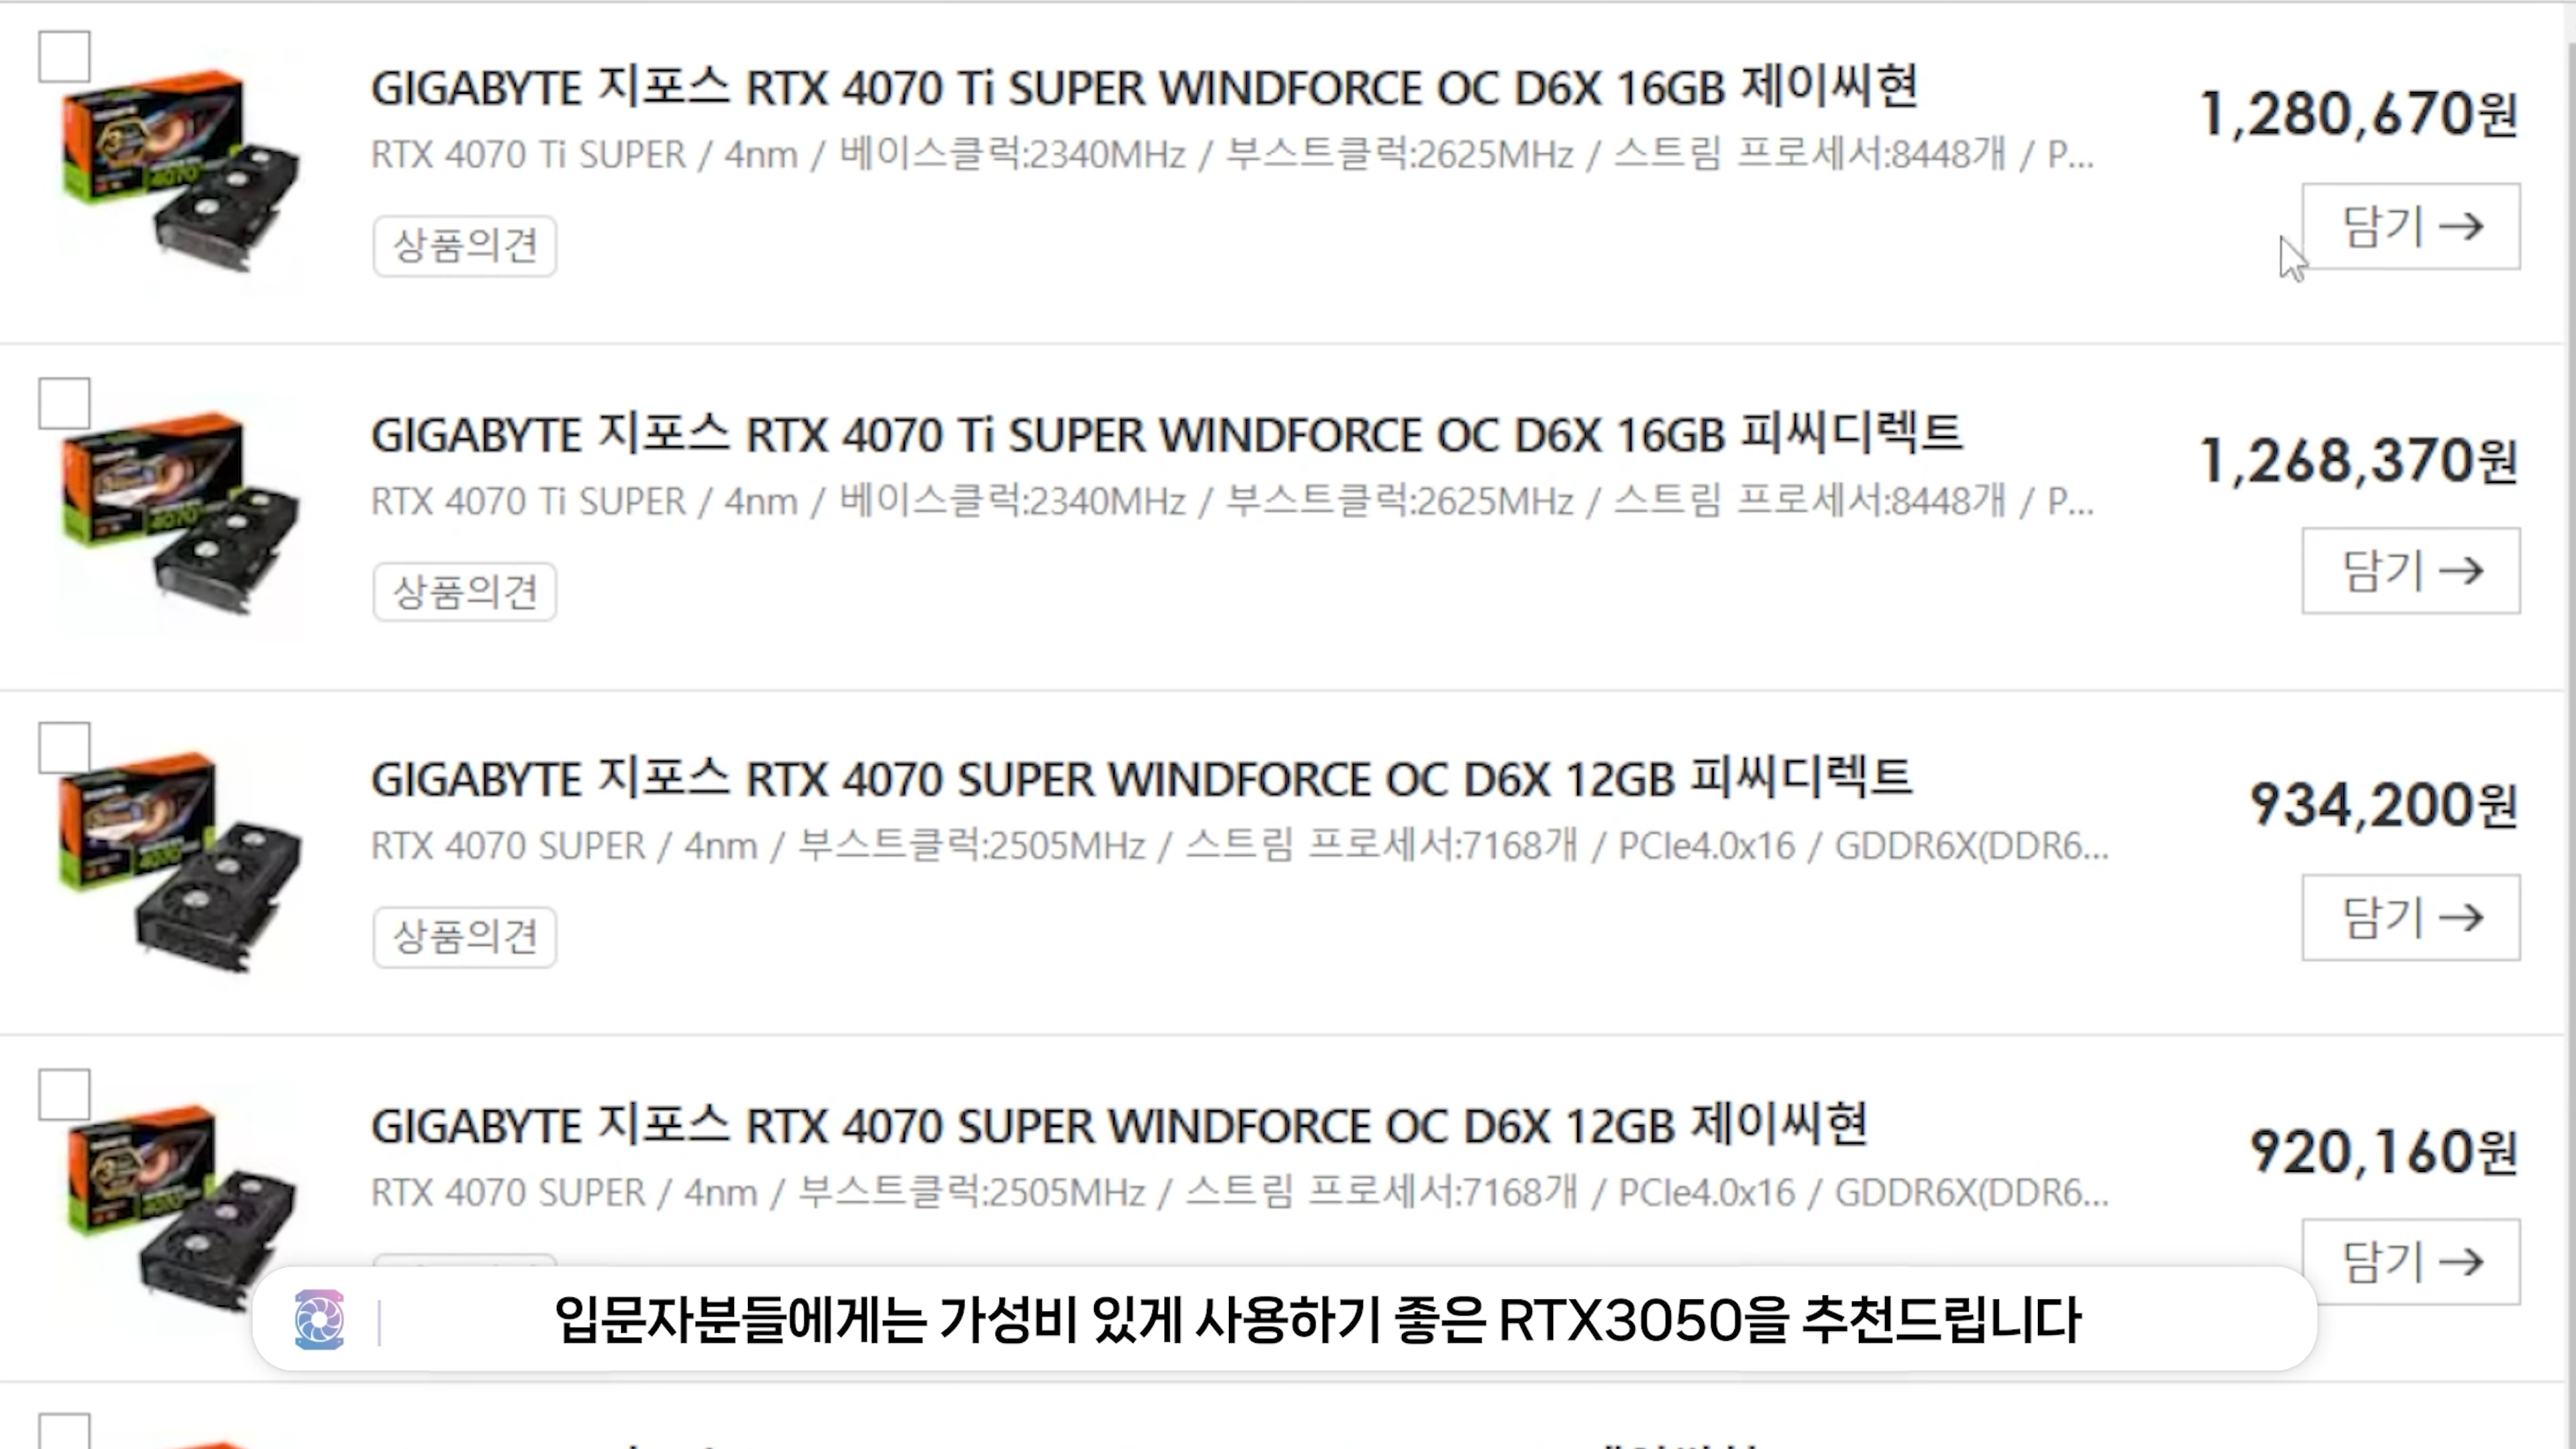 GIGABYTE 지포스 RTX 4070 Ti SUPER WINDFORCE OC D6X 16GB 제이씨현
1,280,670원
RTX 4070 Ti SUPER / 4nm / 베이스클럭:2340MHz / 부스트클럭:2625MHz / 스트림 프로세서:8448개 / P...
상품의견
담기 →
GIGABYTE 지포스 RTX 4070 Ti SUPER WINDFORCE OC D6X 16GB 피씨디렉트
1,268,370원
RTX 4070 Ti SUPER / 4nm / 베이스클럭:2340MHz / 부스트클럭:2625MHz / 스트림 프로세서:8448개 / P...
상품의견
담기 →
GIGABYTE 지포스 RTX 4070 SUPER WINDFORCE OC D6X 12GB 피씨디렉트
934,200원
RTX 4070 SUPER / 4nm / 부스트클럭:2505MHz / 스트림 프로세서:7168개 / PCIe4.0x16 / GDDR6X(DDR6...
상품의견
담기 →
GIGABYTE 지포스 RTX 4070 SUPER WINDFORCE OC D6X 12GB 제이씨현
920,160원
RTX 4070 SUPER / 4nm / 부스트클럭:2505MHz / 스트림 프로세서:7168개 / PCIe4.0x16 / GDDR6X(DDR6...
담기 →
입문자분들에게는 가성비 있게 사용하기 좋은 RTX3050을 추천드립니다